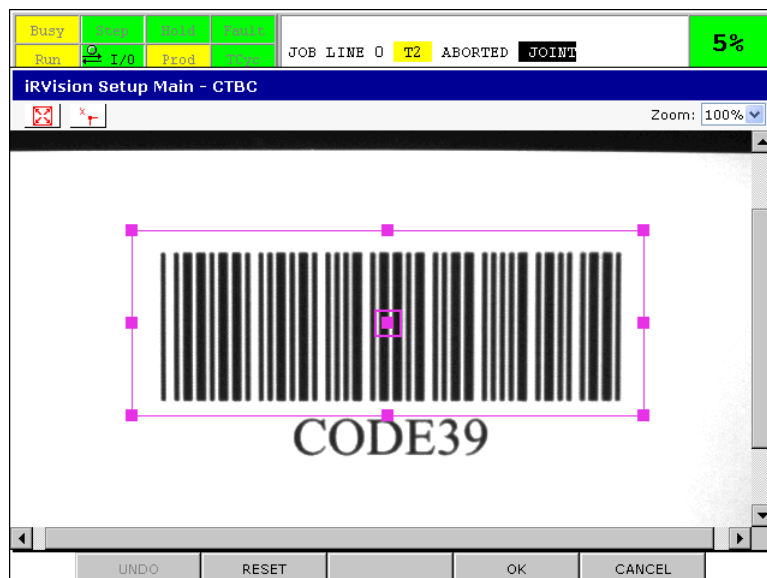 Busy Step Hold Fault
Run I/O Prod TCyc
JOB LINE 0 T2 ABORTED JOINT
5%
iRVision Setup Main - CTBC
Zoom: 100%
CODE39
UNDO RESET OK CANCEL